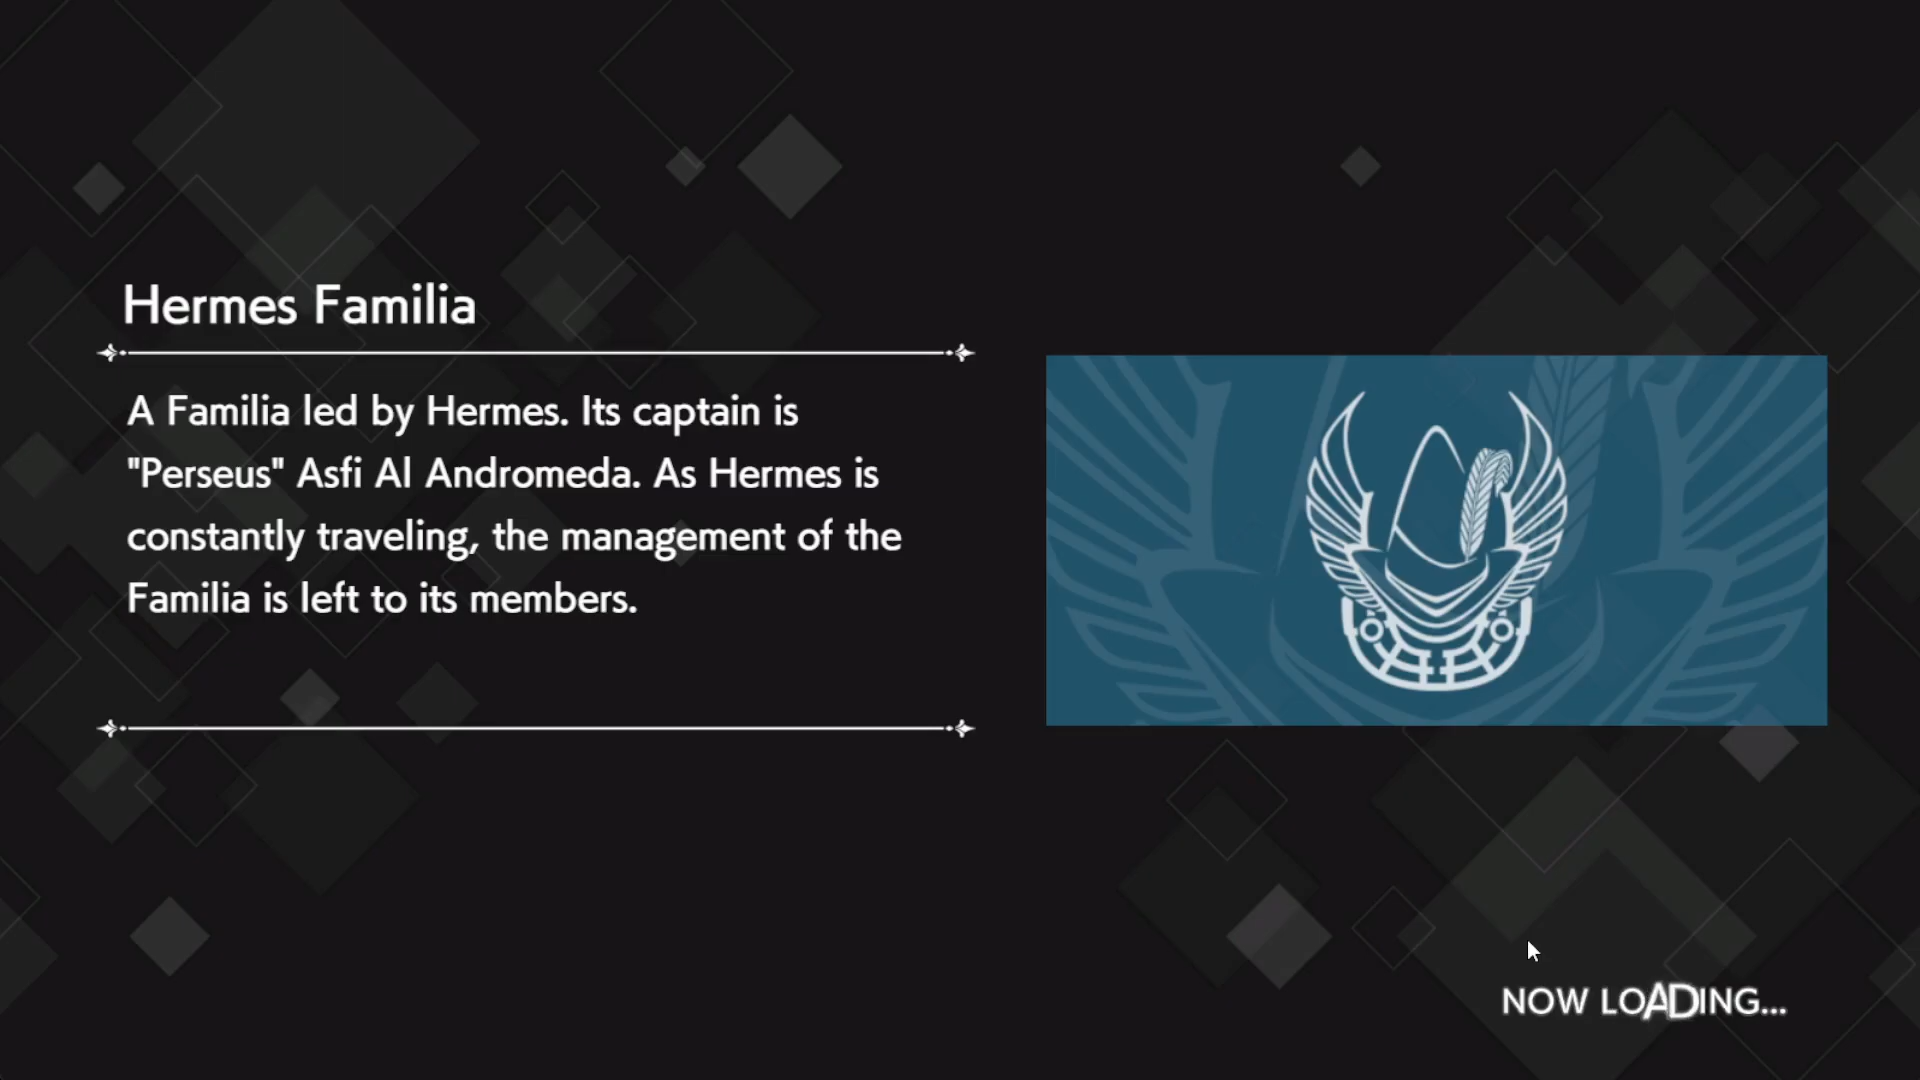 Hermes Familia
A Familia led by Hermes. Its captain is
"Perseus" Asfi Al Andromeda. As Hermes is
constantly traveling, the management of the
Familia is left to its members.
NOW LOADING...